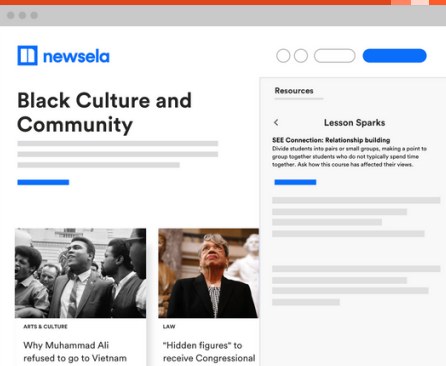 newsela
Black Culture and
Community
ARTS & CULTURE
Why Muhammad Ali
refused to go to Vietnam
LAW
"Hidden figures" to
receive Congressional
Resources
Lesson Sparks
SEE Connection: Relationship building
Divide students into pairs or small groups, making a point to
group together students who do not typically spend time
together. Ask how this course has affected their views.